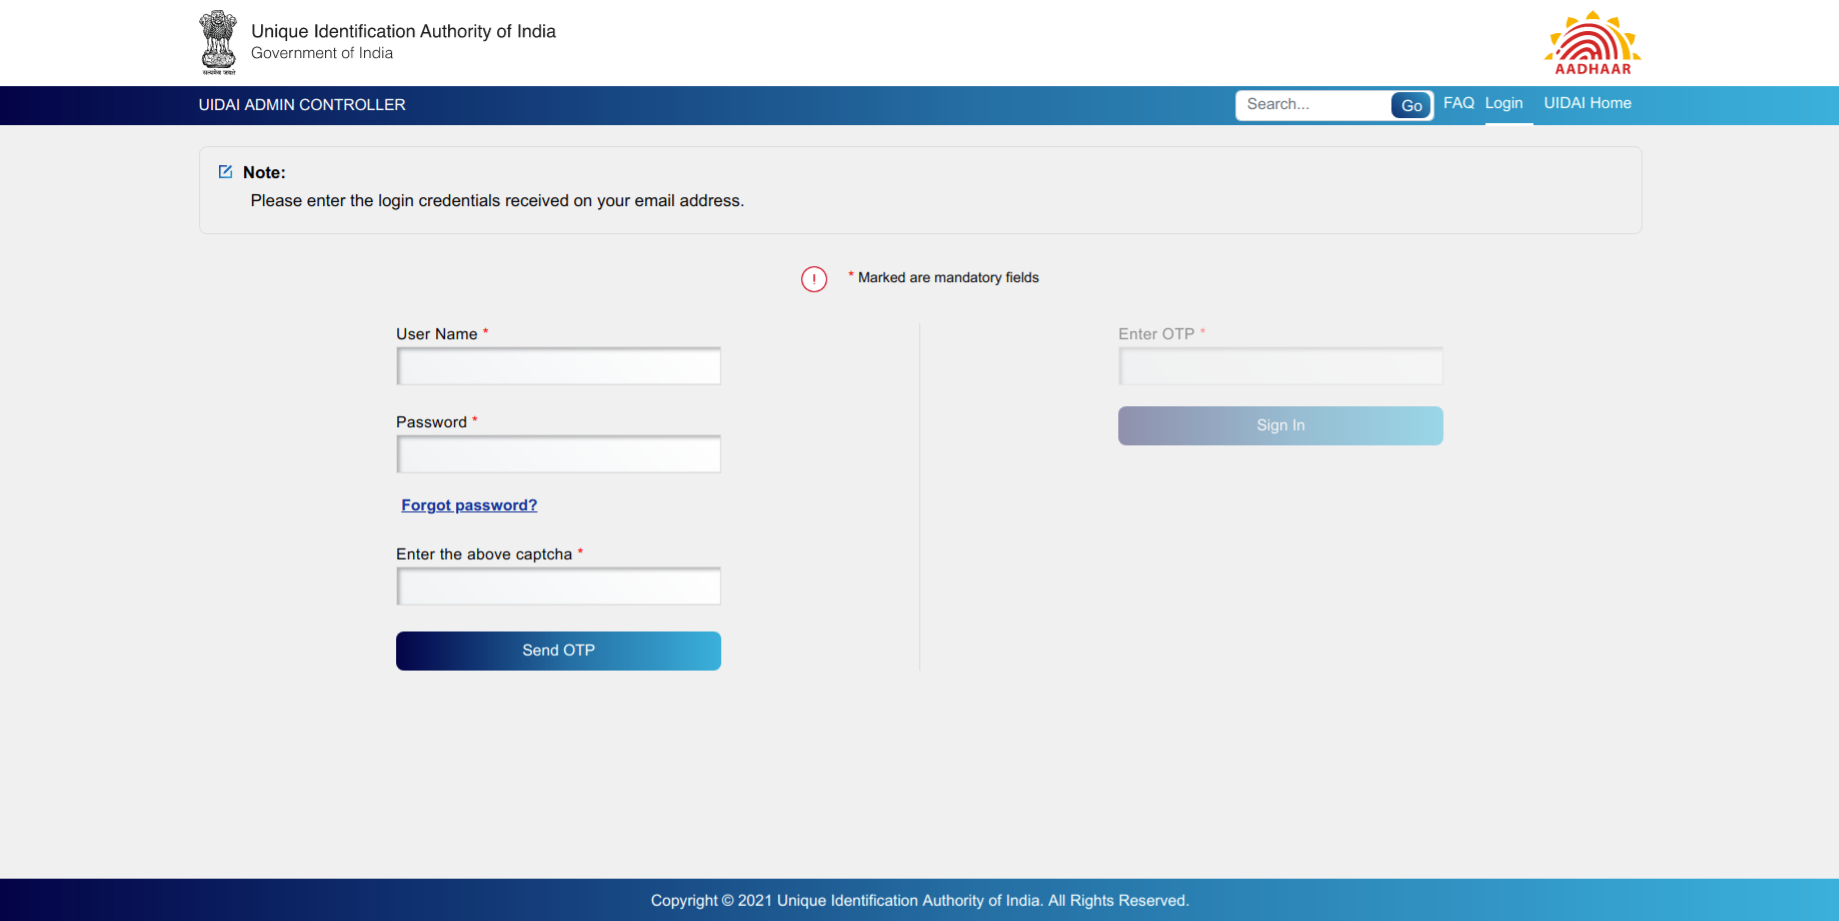 Unique Identification Authority of India
Government of India
सत्यमेव जयते
AADHAAR
UIDAI ADMIN CONTROLLER
Search...
Go
FAQ
Login
UIDAI Home
Note:
Please enter the login credentials received on your email address.
! * Marked are mandatory fields
User Name *
Password *
Forgot password?
Enter the above captcha *
Send OTP
Enter OTP *
Sign In
Copyright © 2021 Unique Identification Authority of India. All Rights Reserved.